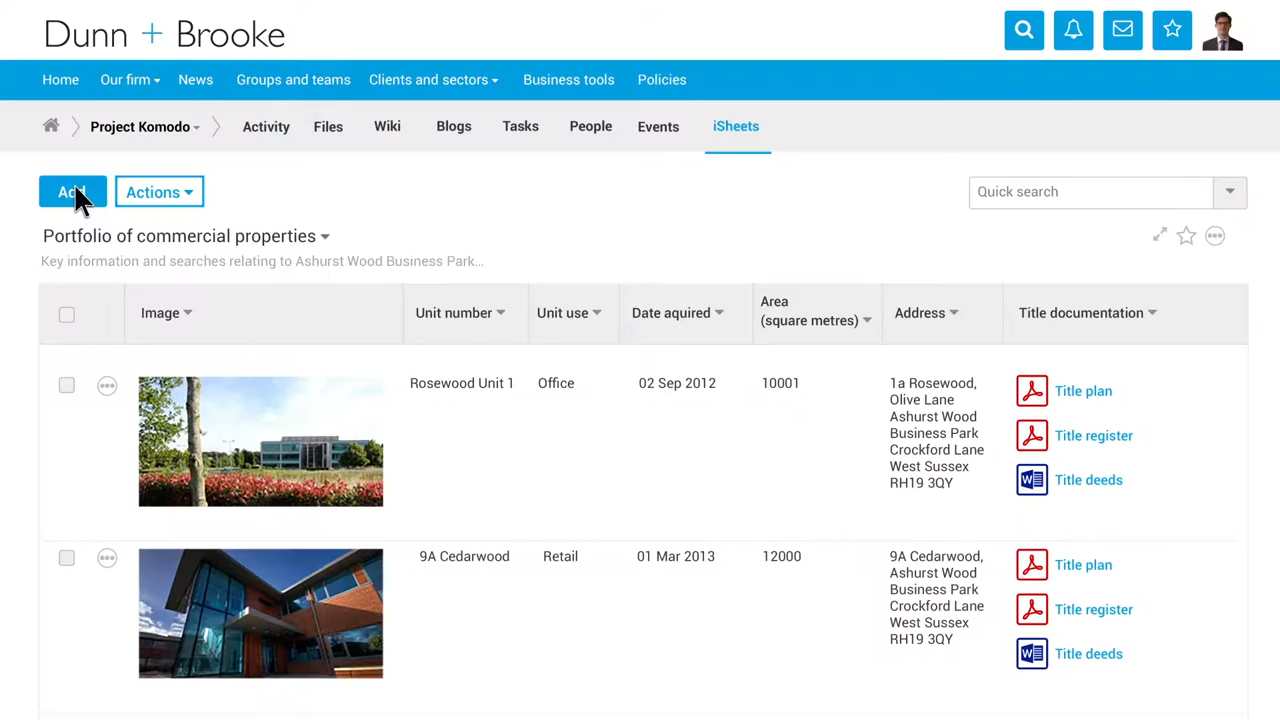 Dunn + Brooke
Home Our firm News Groups and teams Clients and sectors Business tools Policies
Project Komodo Activity Files Wiki Blogs Tasks People Events iSheets
Add Actions Quick search
Portfolio of commercial properties
Key information and searches relating to Ashurst Wood Business Park...
Image Unit number Unit use Date aquired Area (square metres) Address Title documentation
Rosewood Unit 1 Office 02 Sep 2012 10001
1a Rosewood,
Olive Lane
Ashurst Wood
Business Park
Crockford Lane
West Sussex
RH19 3QY
Title plan
Title register
Title deeds
9A Cedarwood Retail 01 Mar 2013 12000
9A Cedarwood,
Ashurst Wood
Business Park
Crockford Lane
West Sussex
RH19 3QY
Title plan
Title register
Title deeds